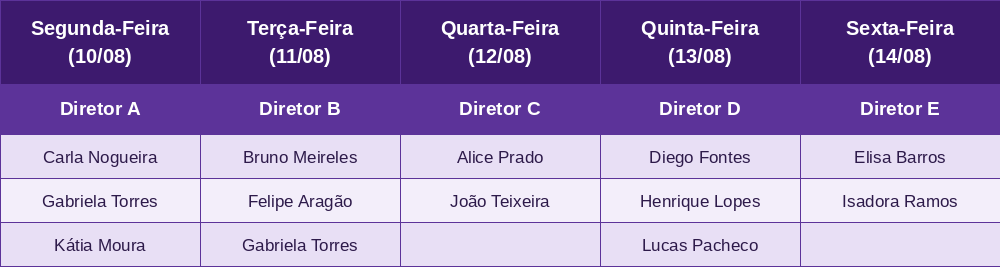 Segunda-Feira Terça-Feira Quarta-Feira Quinta-Feira Sexta-Feira
(10/08) (11/08) (12/08) (13/08) (14/08)
Diretor A Diretor B Diretor C Diretor D Diretor E
Carla Nogueira Bruno Meireles Alice Prado Diego Fontes Elisa Barros
Gabriela Torres Felipe Aragão João Teixeira Henrique Lopes Isadora Ramos
Kátia Moura Gabriela Torres Lucas Pacheco